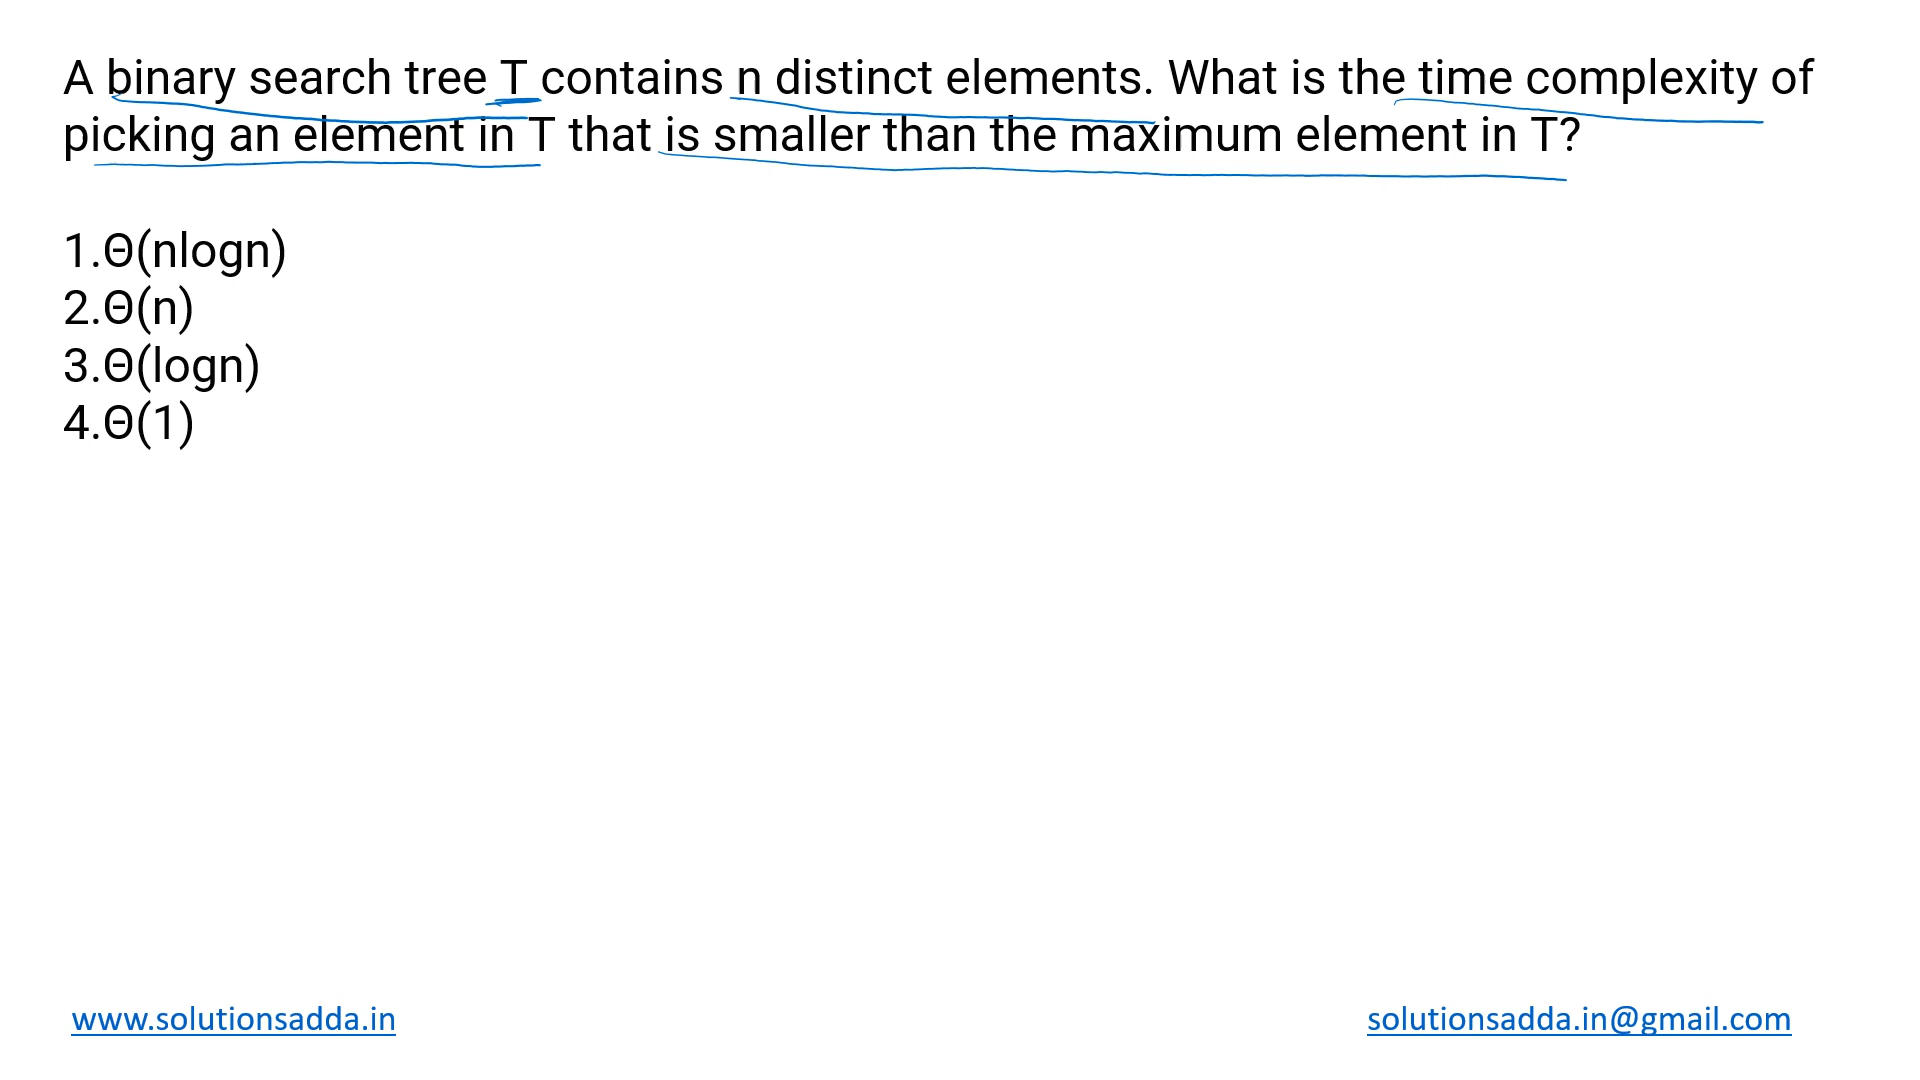 A binary search tree T contains n distinct elements. What is the time complexity of
picking an element in T that is smaller than the maximum element in T?
1.Θ(nlogn)
2.Θ(n)
3.Θ(logn)
4.Θ(1)
www.solutionsadda.in
solutionsadda.in@gmail.com